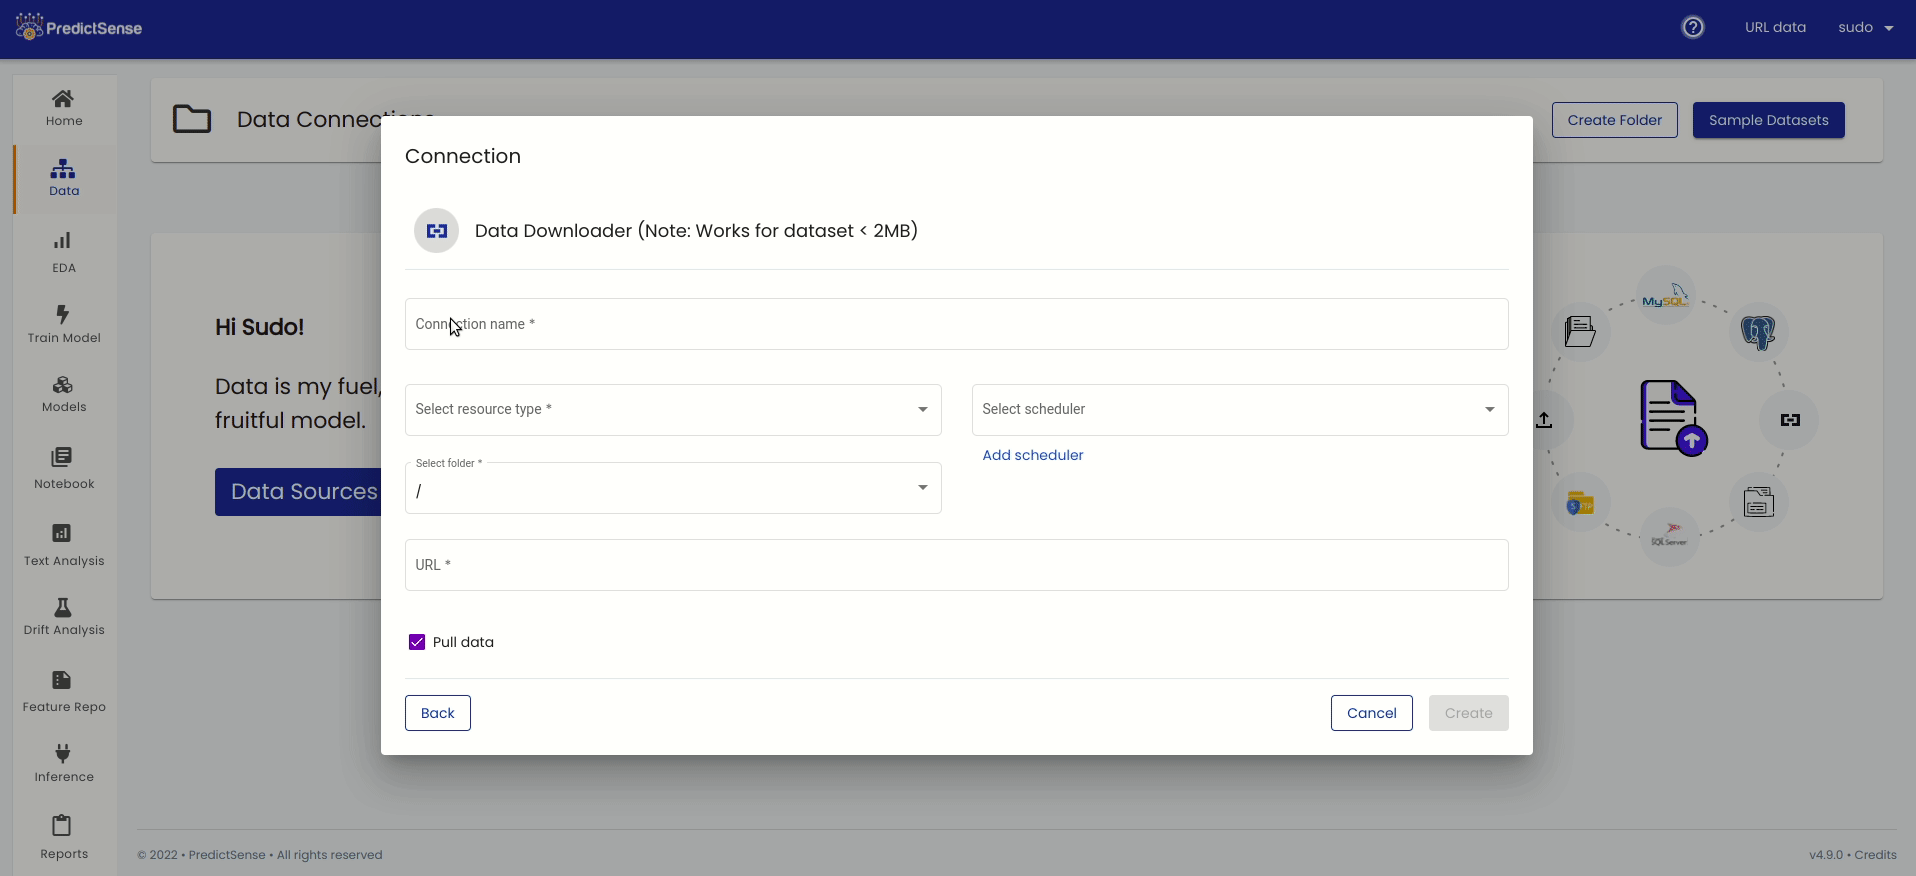 PredictSense
URL data
sudo
Home
Data
EDA
Train Model
Models
Notebook
Text Analysis
Drift Analysis
Feature Repo
Inference
Reports
Data Connections
Create Folder
Sample Datasets
Hi Sudo!
Data is my fuel,
fruitful model.
Data Sources
MySQL
SFTP
SQL Server
Connection
Data Downloader (Note: Works for dataset < 2MB)
Connection name *
Select resource type *
Select scheduler
Add scheduler
Select folder *
/
URL *
Pull data
Back
Cancel
Create
© 2022 • PredictSense • All rights reserved
v4.9.0 • Credits